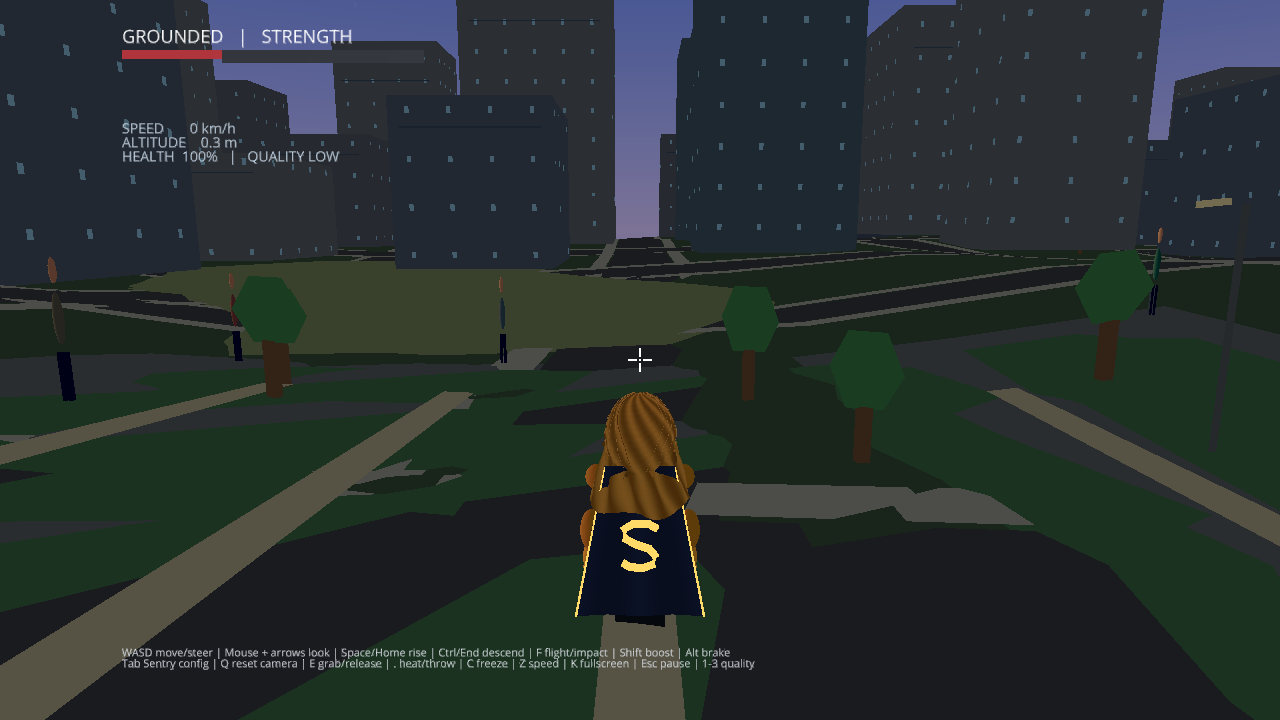 GROUNDED | STRENGTH
SPEED 0 km/h
ALTITUDE 0.3 m
HEALTH 100% | QUALITY LOW
S
WASD move/steer | Mouse + arrows look | Space/Home rise | Ctrl/End descend | F flight/impact | Shift boost | Alt brake
Tab Sentry config | Q reset camera | E grab/release | . heat/throw | C freeze | Z speed | K fullscreen | Esc pause | 1-3 quality